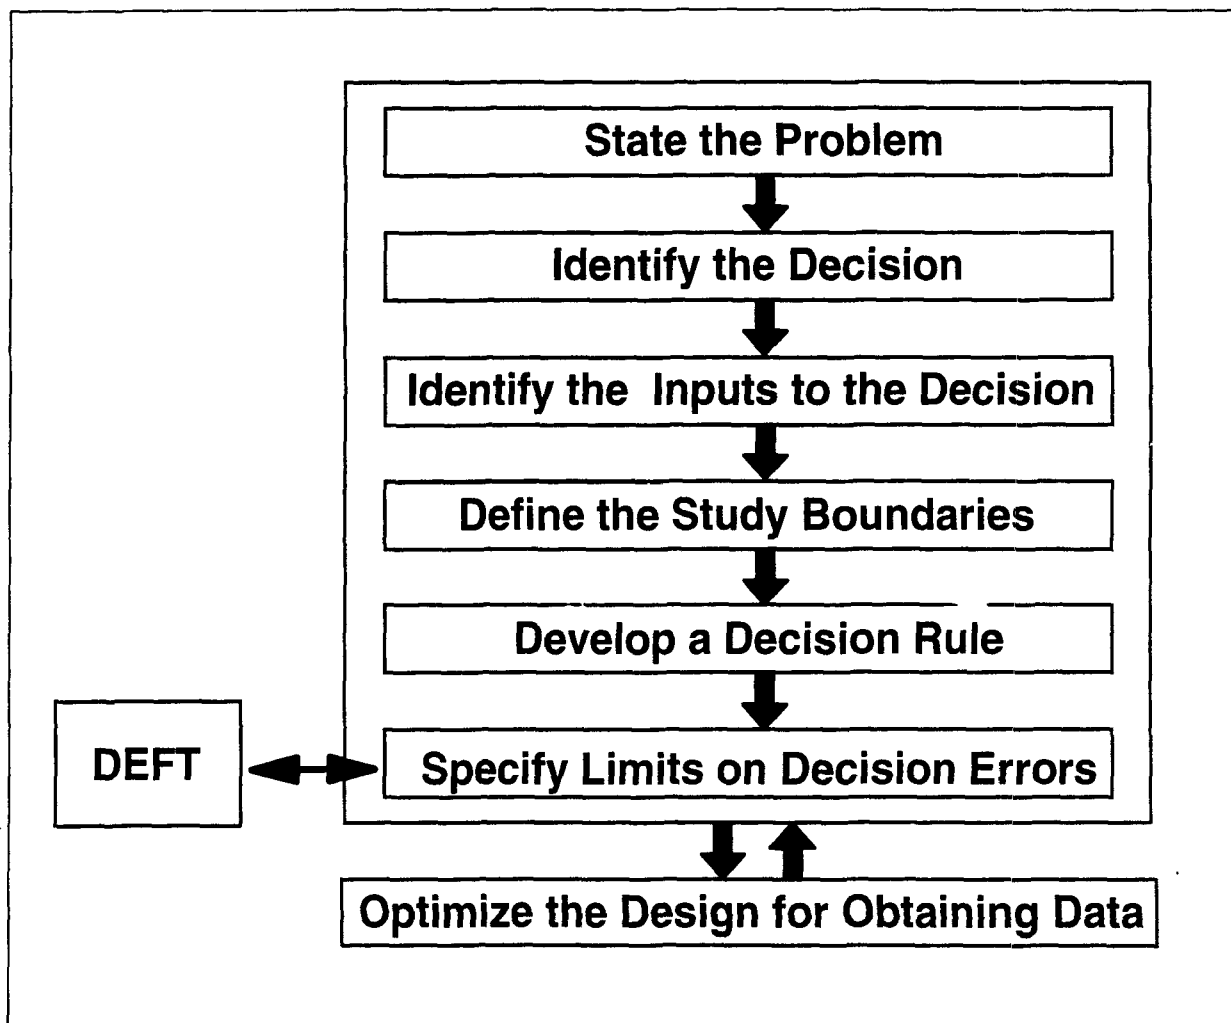 State the Problem
Identify the Decision
Identify the Inputs to the Decision
Define the Study Boundaries
Develop a Decision Rule
DEFT
Specify Limits on Decision Errors
Optimize the Design for Obtaining Data